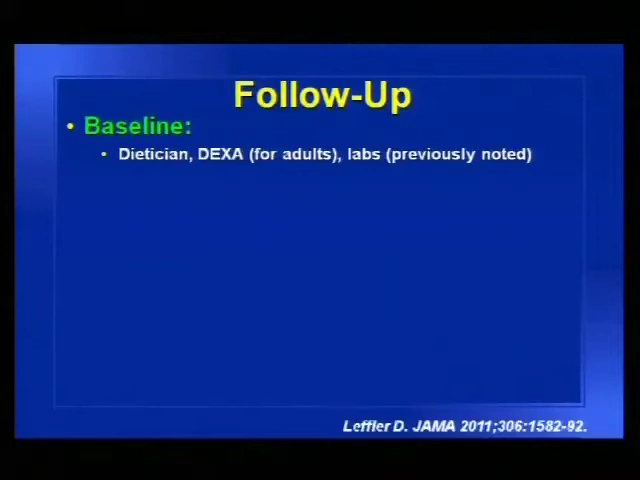 Follow-Up
• Baseline:
• Dietician, DEXA (for adults), labs (previously noted)
Leffler D. JAMA 2011;306:1582-92.